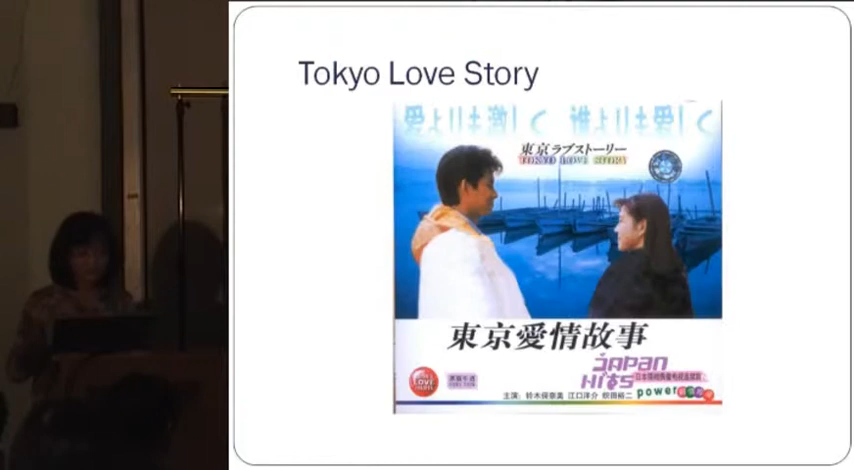 Tokyo Love Story
愛よりも激しく 誰よりも愛しく
東京ラブストーリー
TOKYO LOVE STORY
東京愛情故事
JAPAN
Hits
power
主演：铃木保奈美 江口洋介 织田裕二